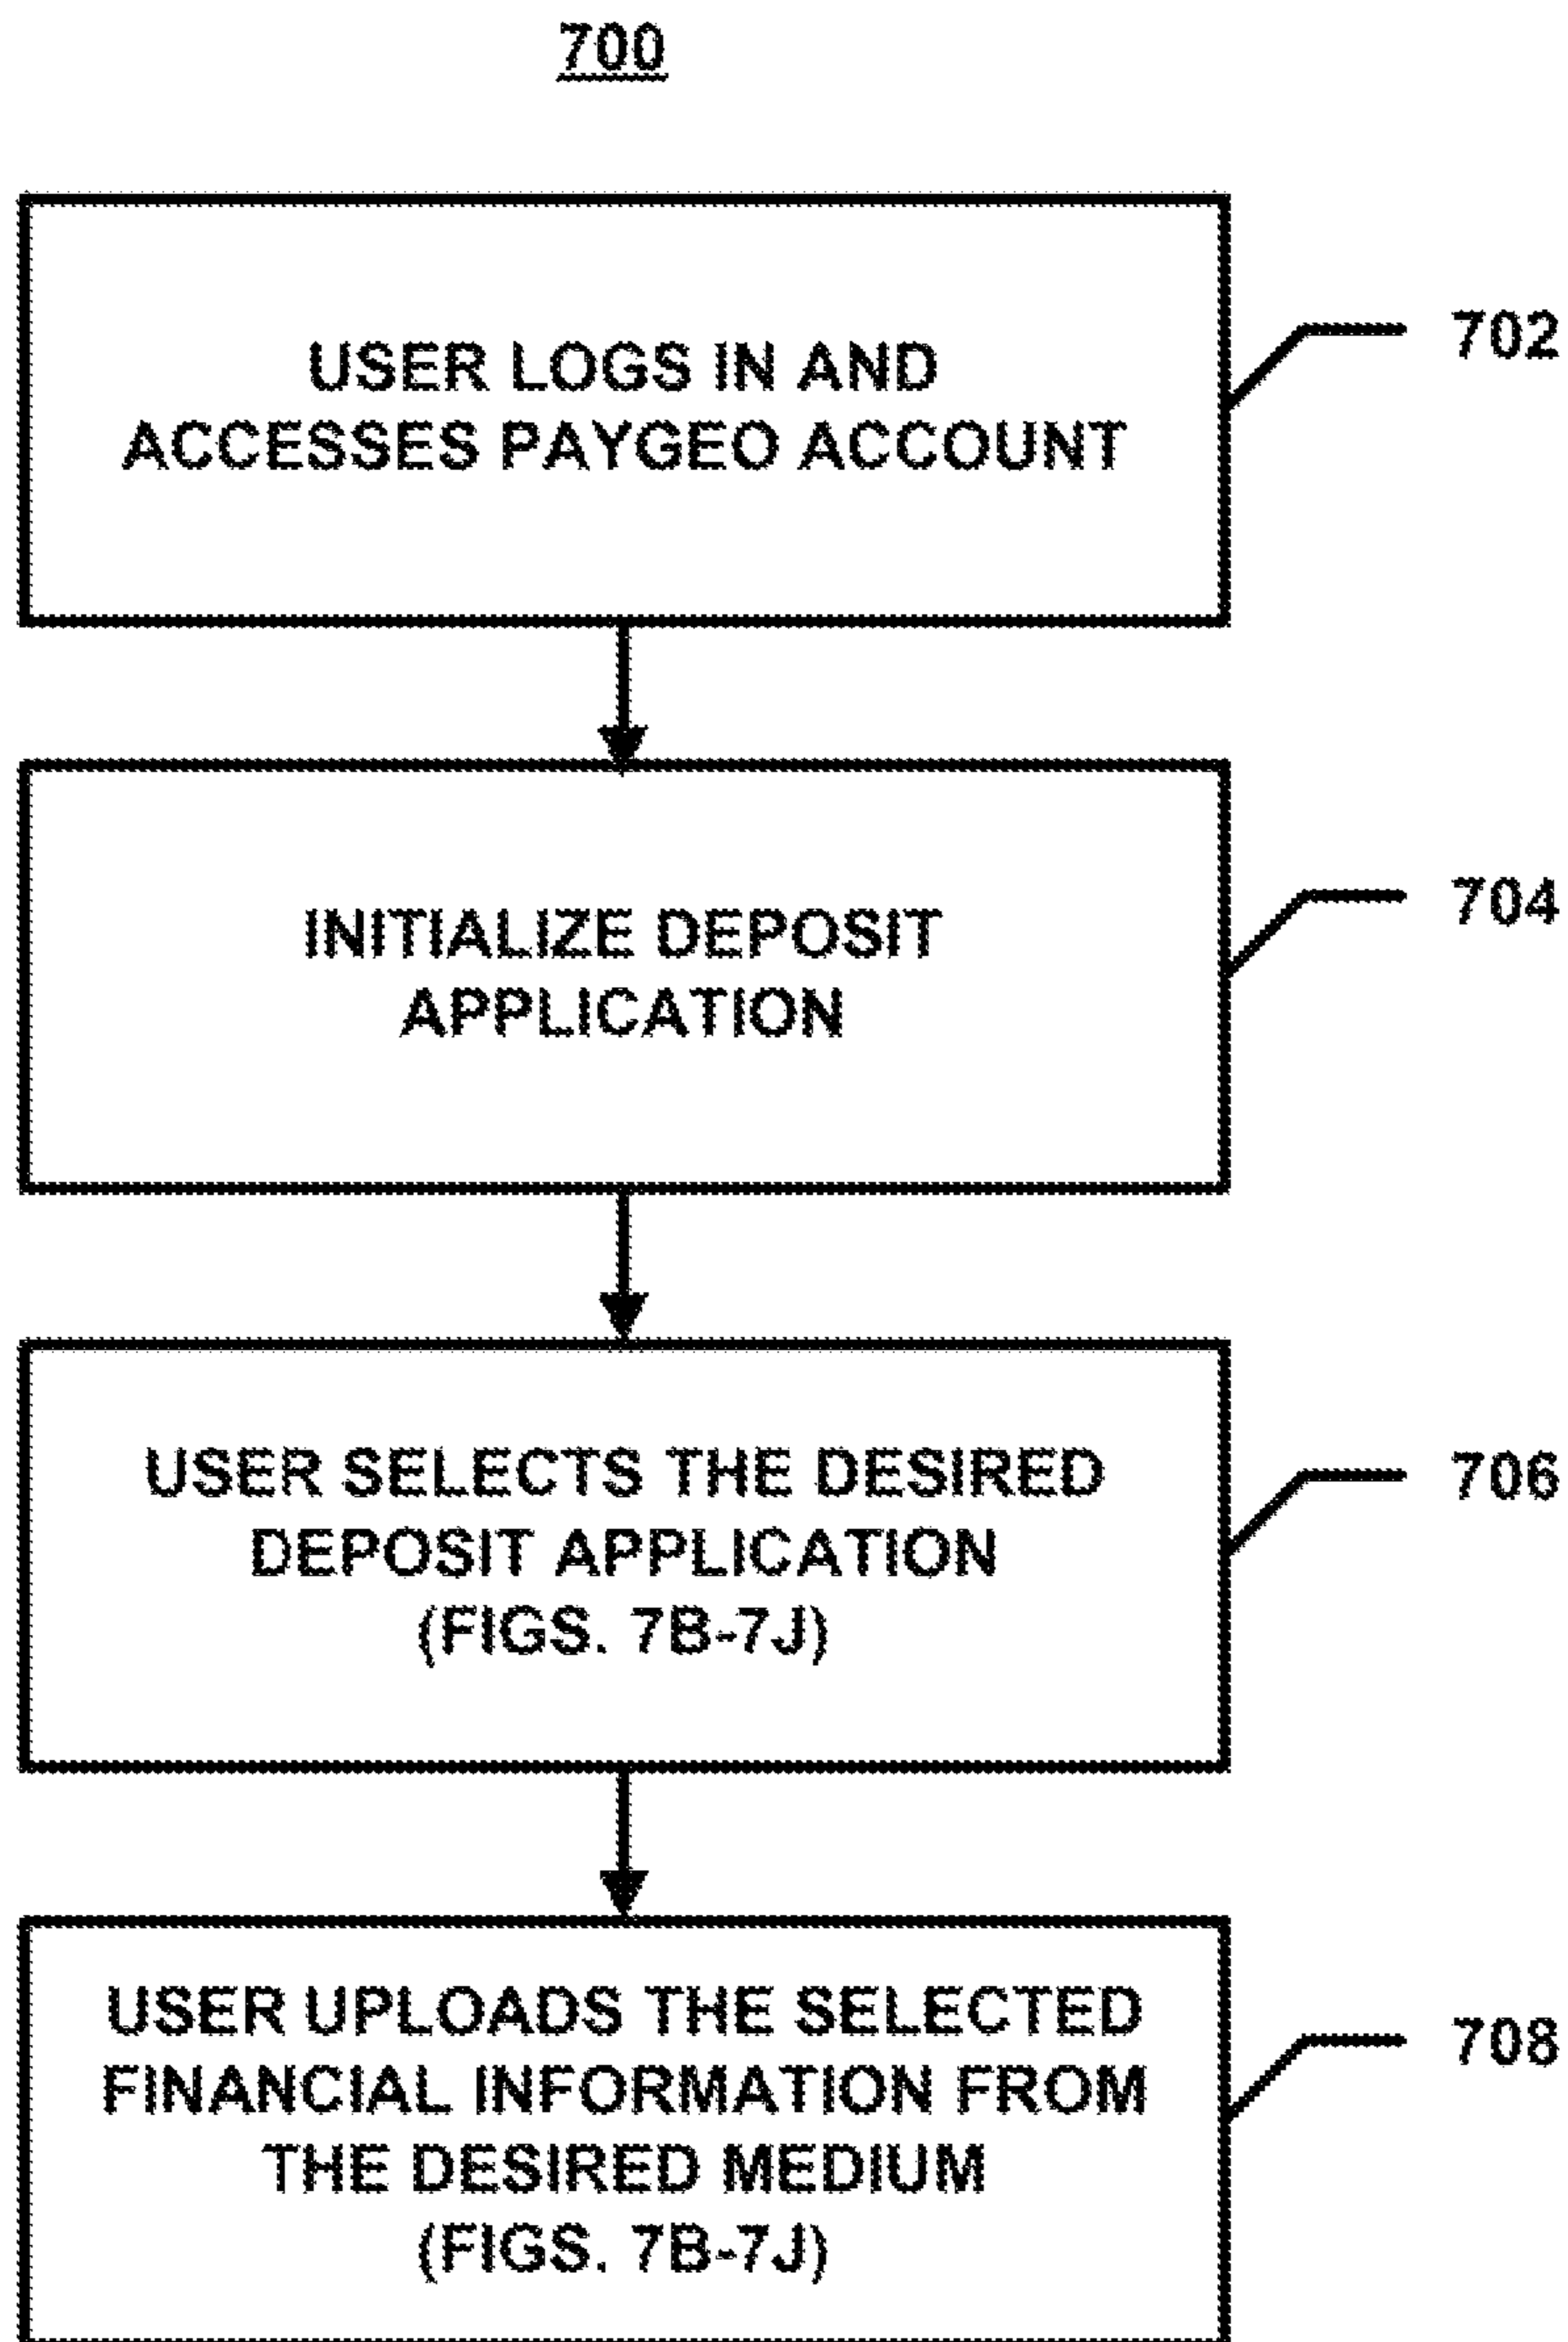 700
USER LOGS IN AND
ACCESSES PAYGEO ACCOUNT
702
INITIALIZE DEPOSIT
APPLICATION
704
USER SELECTS THE DESIRED
DEPOSIT APPLICATION
(FIGS. 7B-7J)
706
USER UPLOADS THE SELECTED
FINANCIAL INFORMATION FROM
THE DESIRED MEDIUM
(FIGS. 7B-7J)
708